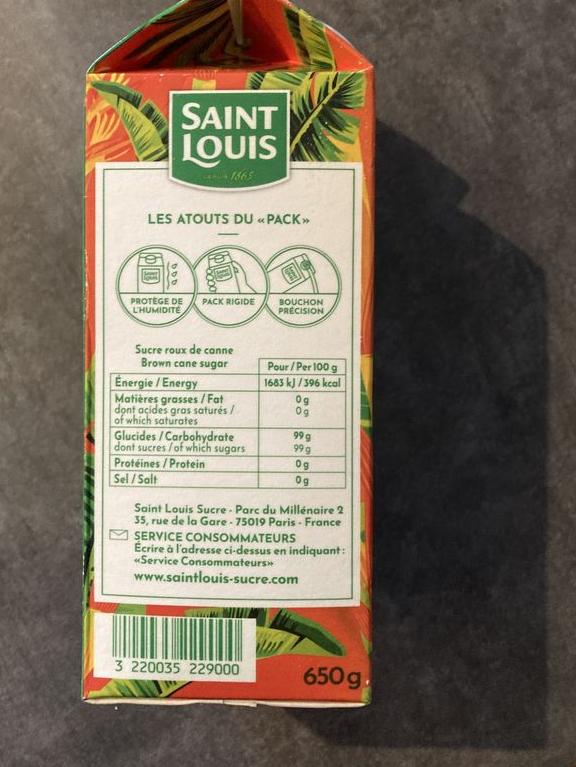 SAINT
LOUIS
DEPUIS 1865
LES ATOUTS DU «PACK»
PROTÈGE DE
L'HUMIDITÉ
PACK RIGIDE
BOUCHON
PRÉCISION
Sucre roux de canne
Brown cane sugar
Pour / Per 100 g
Énergie / Energy 1683 kJ / 396 kcal
Matières grasses / Fat 0 g
dont acides gras saturés / 0 g
of which saturates
Glucides / Carbohydrate 99 g
dont sucres / of which sugars 99 g
Protéines / Protein 0 g
Sel / Salt 0 g
Saint Louis Sucre - Parc du Millénaire 2
35, rue de la Gare - 75019 Paris - France
SERVICE CONSOMMATEURS
Écrire à l'adresse ci-dessus en indiquant :
«Service Consommateurs»
www.saintlouis-sucre.com
3 220035 229000
650g